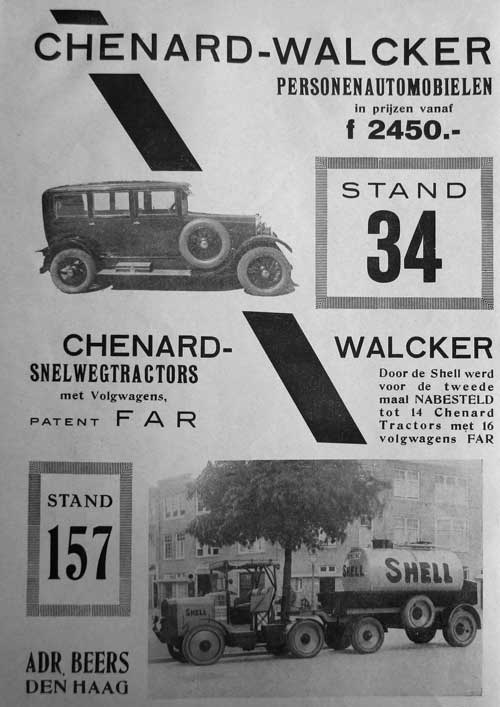 CHENARD-WALCKER
PERSONENAUTOMOBIELEN
in prijzen vanaf
f 2450.-
STAND
34
CHENARD- WALCKER
SNELWEGTRACTORS
met Volgwagens,
PATENT FAR
Door de Shell werd
voor de tweede
maal NABESTELD
tot 14 Chenard
Tractors met 16
volgwagens FAR
STAND
157
SHELL
SHELL
SHELL
ADR. BEERS
DEN HAAG